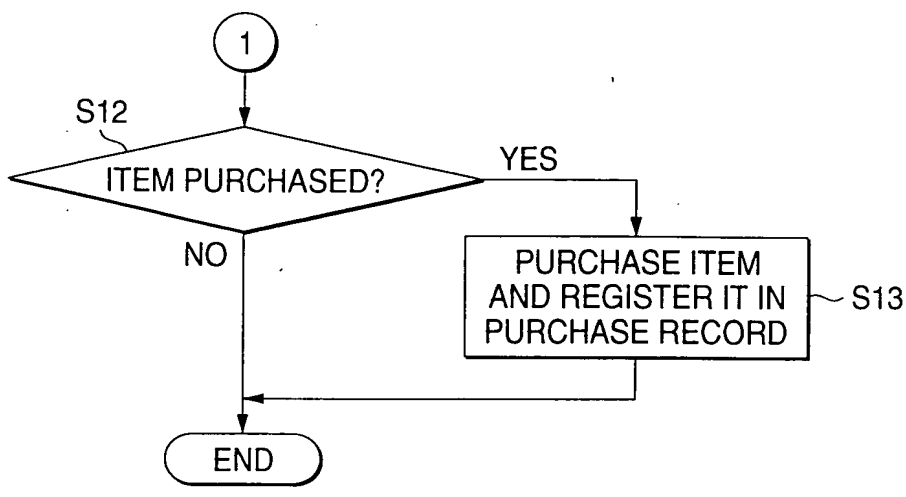 1
S12
ITEM PURCHASED?
YES
NO
PURCHASE ITEM
AND REGISTER IT IN
PURCHASE RECORD
S13
END